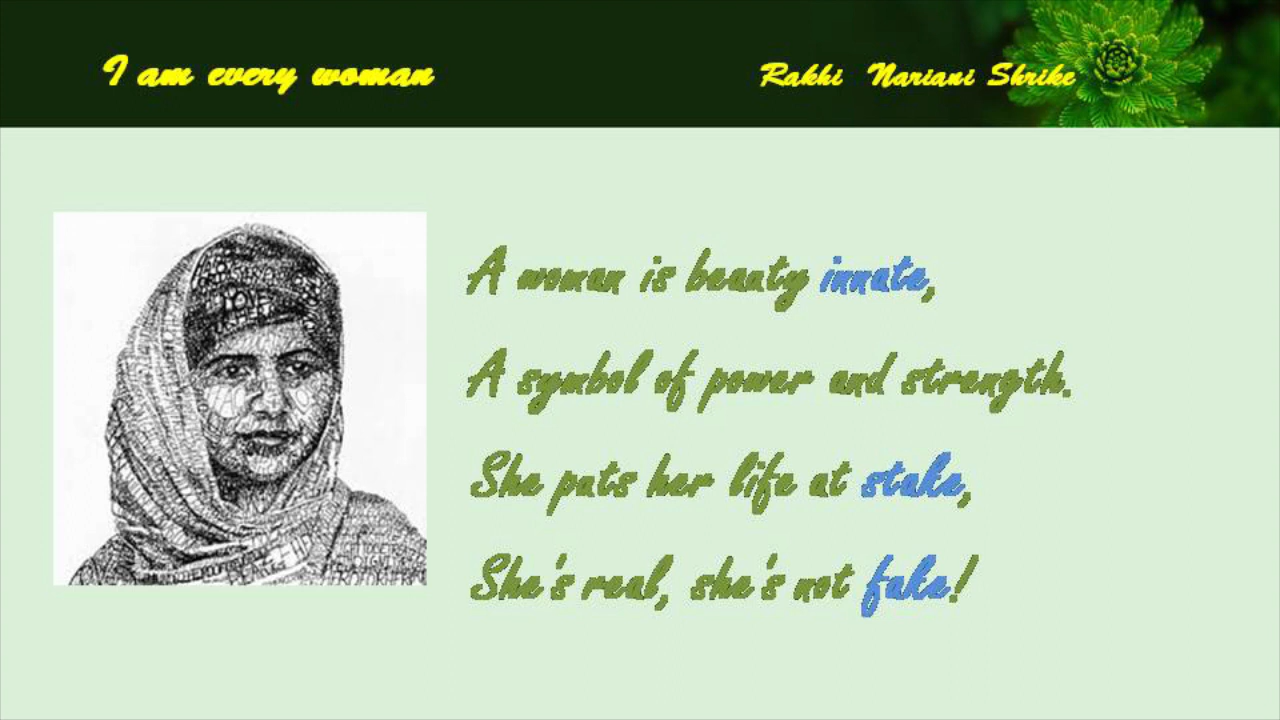 I am every woman
Rakhi Nariani Shrike
A woman is beauty innate,
A symbol of power and strength.
She puts her life at stake,
She's real, she's not fake!